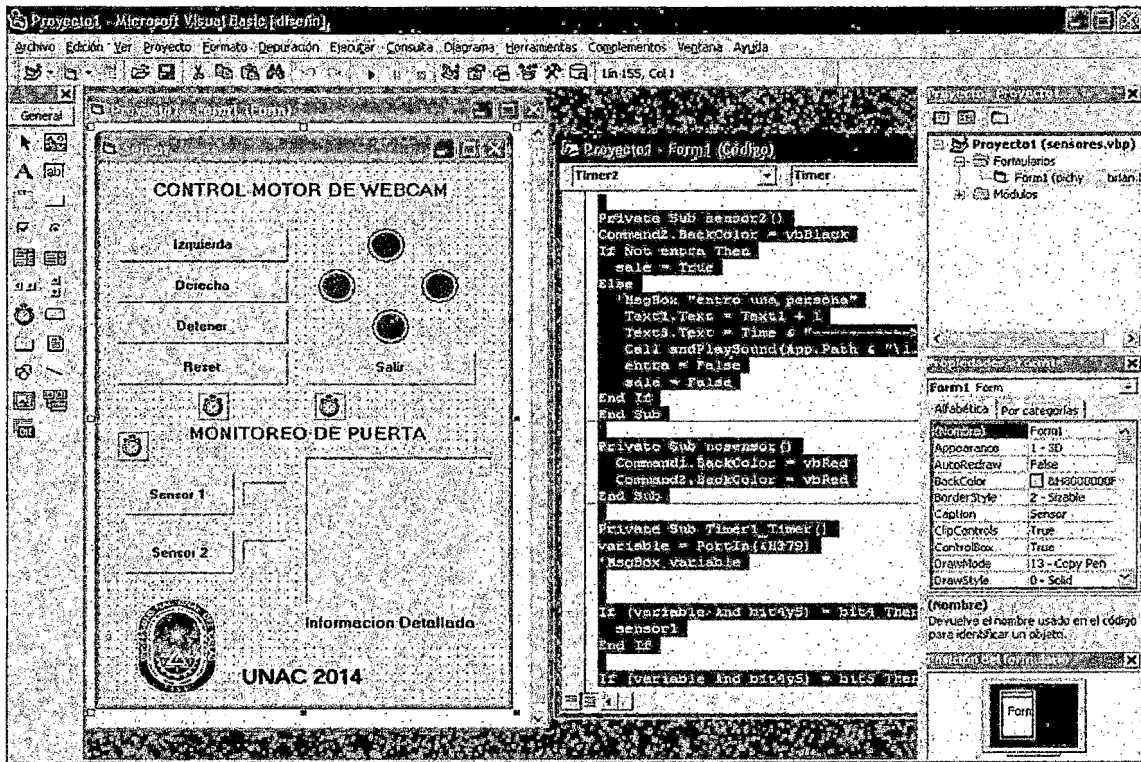 Proyecto1 - Microsoft Visual Basic [diseño]
Archivo Edición Ver Proyecto Formato Depuración Ejecutar Consulta Diagrama Herramientas Complementos Ventana Ayuda
Lín 155, Col 1
General
CONTROL MOTOR DE WEBCAM
Izquierda
Derecha
Detener
Reset
Salir
MONITOREO DE PUERTA
Sensor 1
Sensor 2
Informacion Detallada
UNAC 2014
Proyecto1 - Form1 (Código)
Timer2
Timer
Private Sub sensor2()
Command2.BackColor = vbBlack
If Not entra Then
sale = True
Else
'MsgBox "entro una persona"
Text1.Text = Text1 + 1
Text3.Text = Time & "
Call sndPlaySound(App.Path & "\
entra = False
sale = False
End If
End Sub
Private Sub nosensor()
Command1.BackColor = vbRed
Command2.BackColor = vbRed
End Sub
Private Sub Timer1_Timer()
variable = PortIn(&H379)
'MsgBox variable
If (variable And bit4y5) = bit4 Then
sensor1
End If
If (variable And bit4y5) = bit5 Then
Proyecto1 (sensores.vbp)
Formularios
Form1 (pichy brian.
Módulos
Form1 Form
Alfabética Por categorías
(Nombre) Form1
Appearance 1 - 3D
AutoRedraw False
BackColor &H8000000F
BorderStyle 2 - Sizable
Caption Sensor
ClipControls True
ControlBox True
DrawMode 13 - Copy Pen
DrawStyle 0 - Solid
(Nombre)
Devuelve el nombre usado en el código
para identificar un objeto.
Form